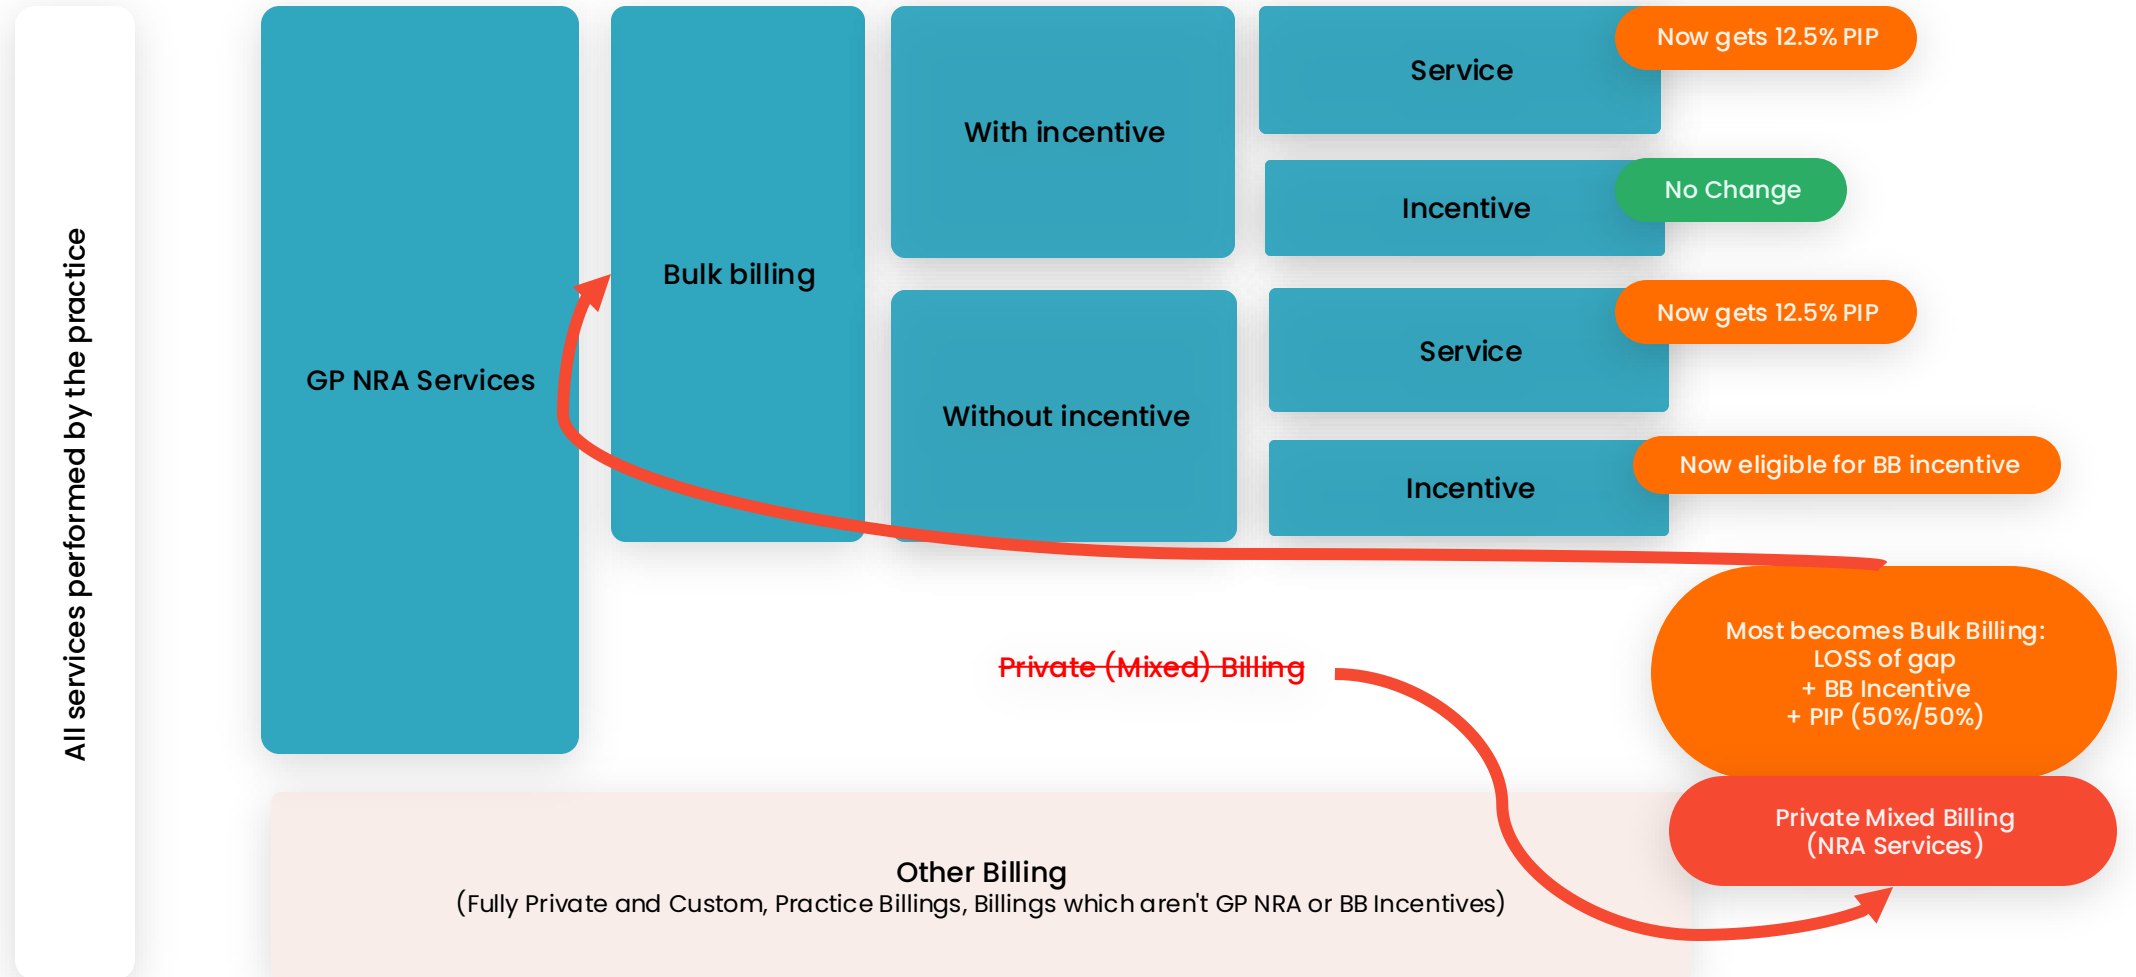 All services performed by the practice
GP NRA Services
Bulk billing
With incentive
Service
Now gets 12.5% PIP
Incentive
No Change
Without incentive
Service
Now gets 12.5% PIP
Incentive
Now eligible for BB incentive
Private (Mixed) Billing
Most becomes Bulk Billing:
LOSS of gap
+ BB Incentive
+ PIP (50%/50%)
Private Mixed Billing
(NRA Services)
Other Billing
(Fully Private and Custom, Practice Billings, Billings which aren't GP NRA or BB Incentives)